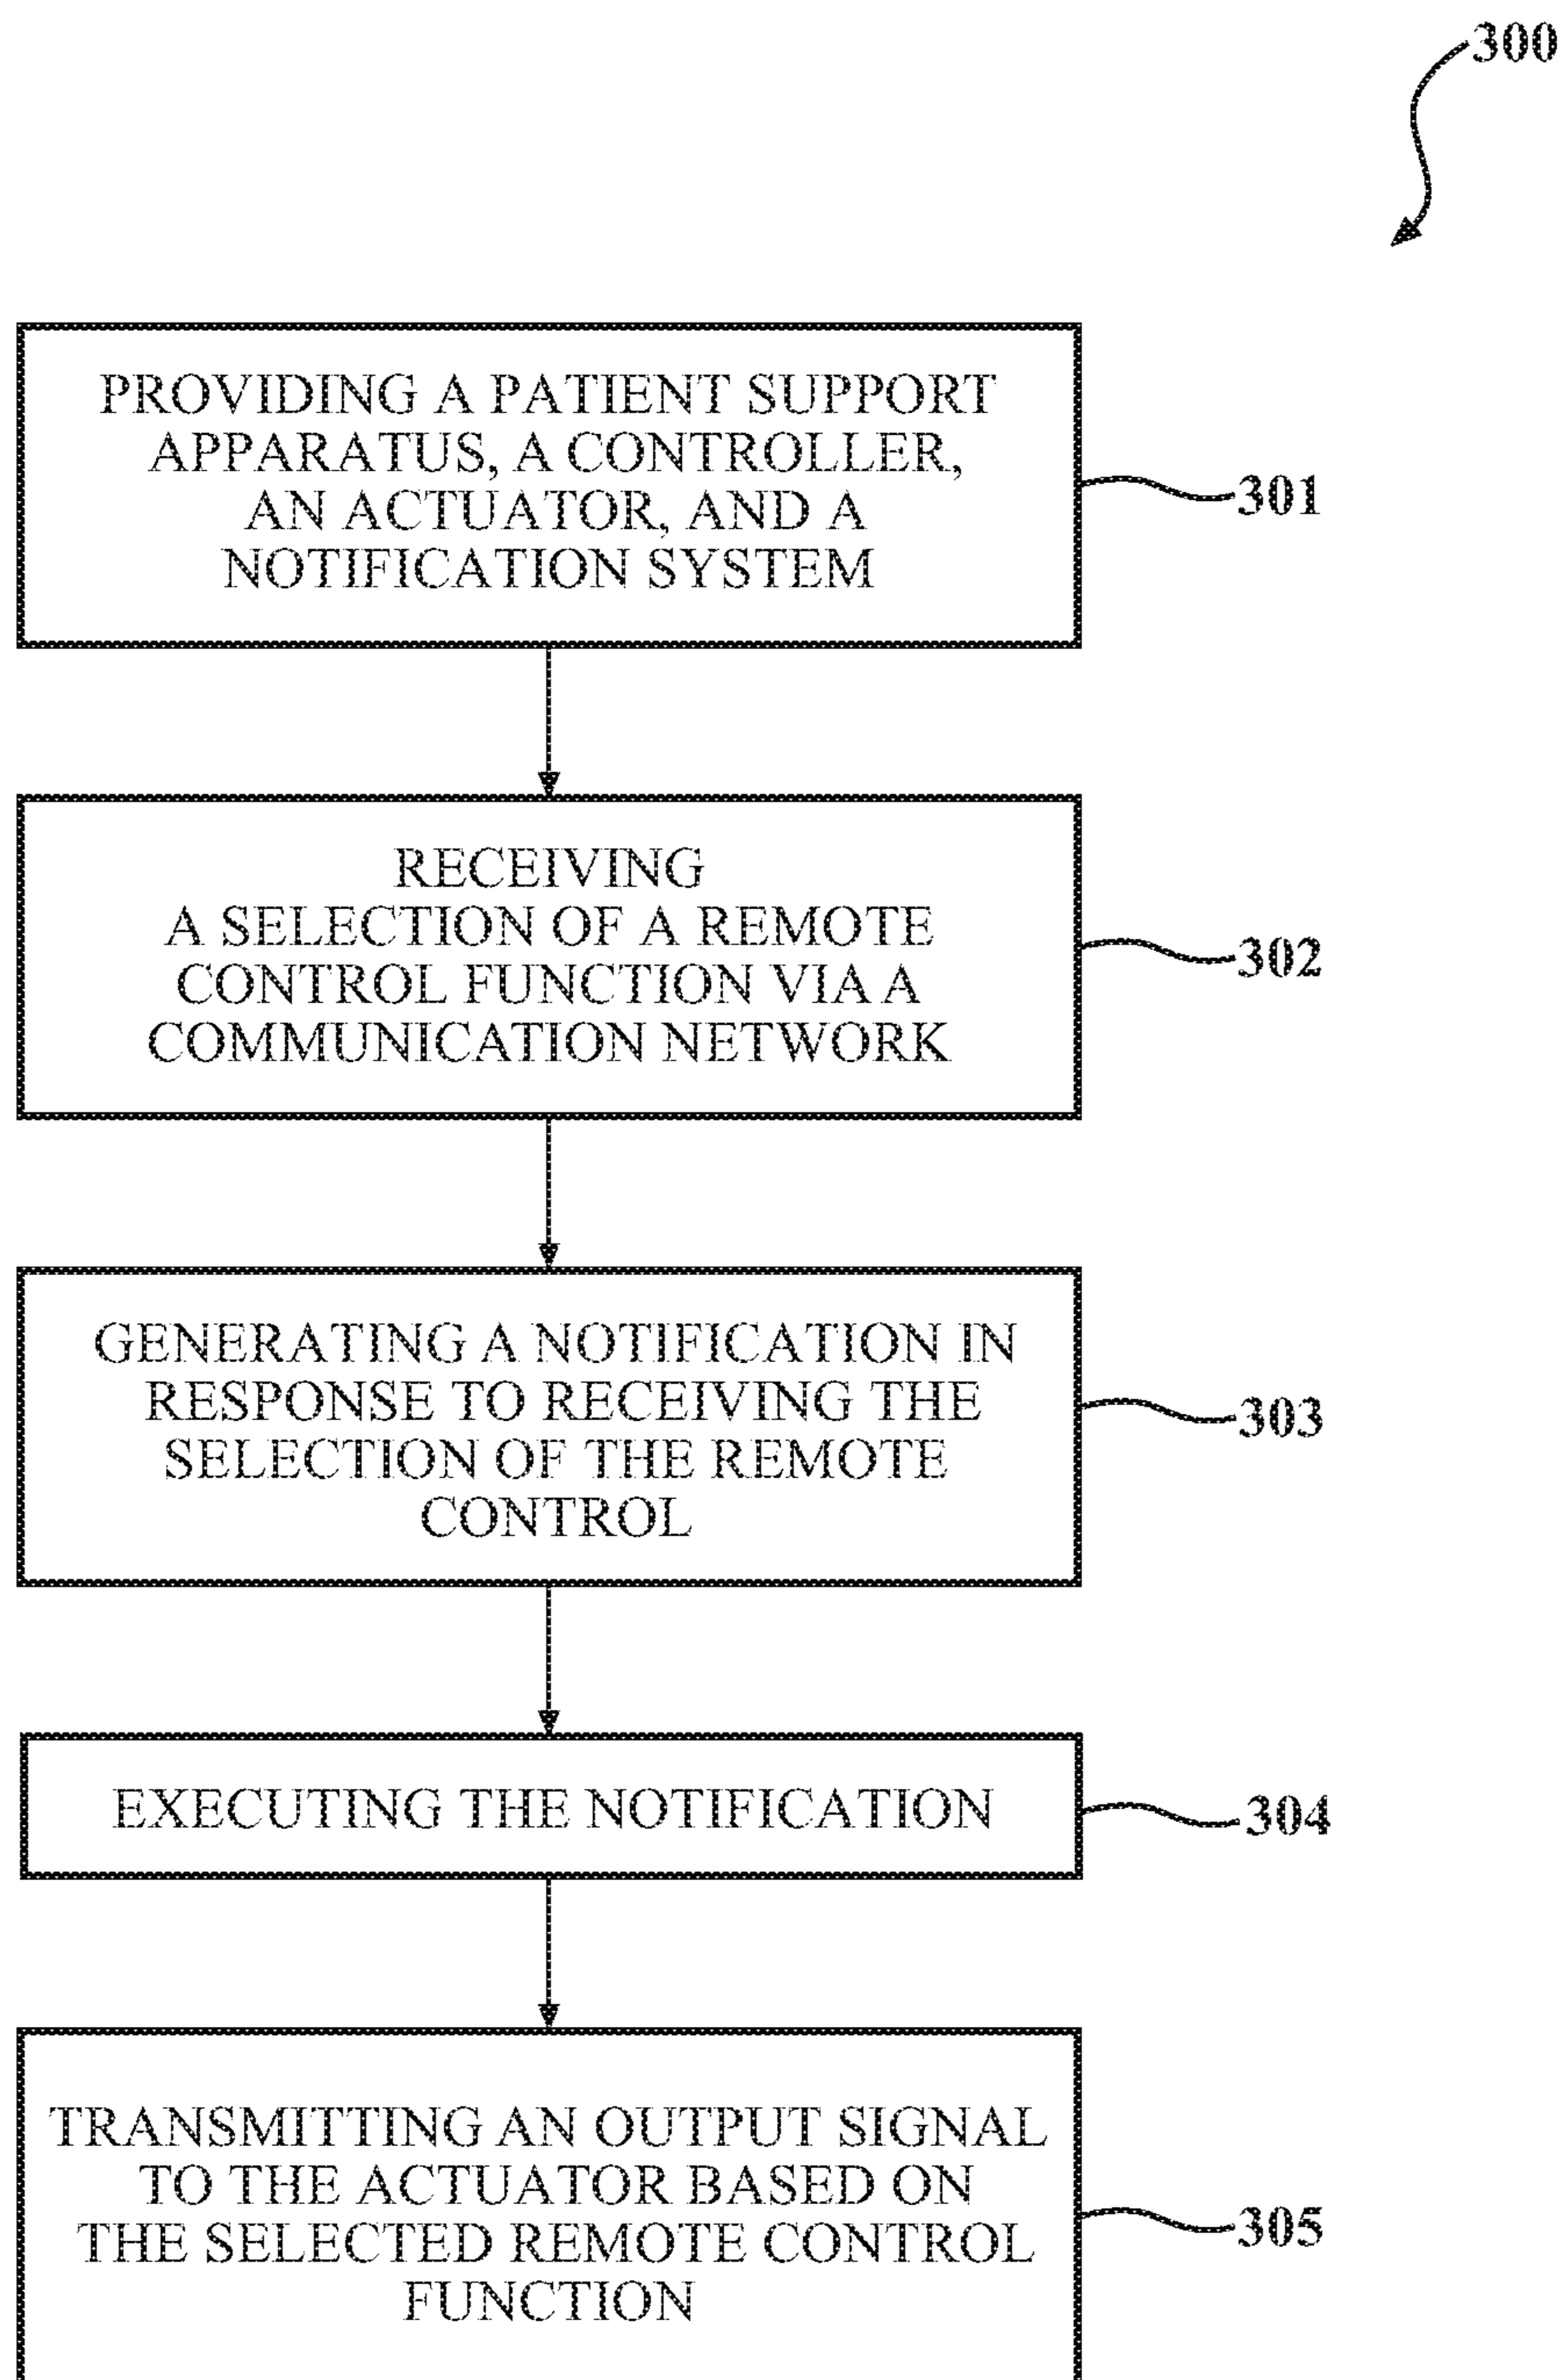 300
PROVIDING A PATIENT SUPPORT
APPARATUS, A CONTROLLER,
AN ACTUATOR, AND A
NOTIFICATION SYSTEM
301
RECEIVING
A SELECTION OF A REMOTE
CONTROL FUNCTION VIA A
COMMUNICATION NETWORK
302
GENERATING A NOTIFICATION IN
RESPONSE TO RECEIVING THE
SELECTION OF THE REMOTE
CONTROL
303
EXECUTING THE NOTIFICATION
304
TRANSMITTING AN OUTPUT SIGNAL
TO THE ACTUATOR BASED ON
THE SELECTED REMOTE CONTROL
FUNCTION
305